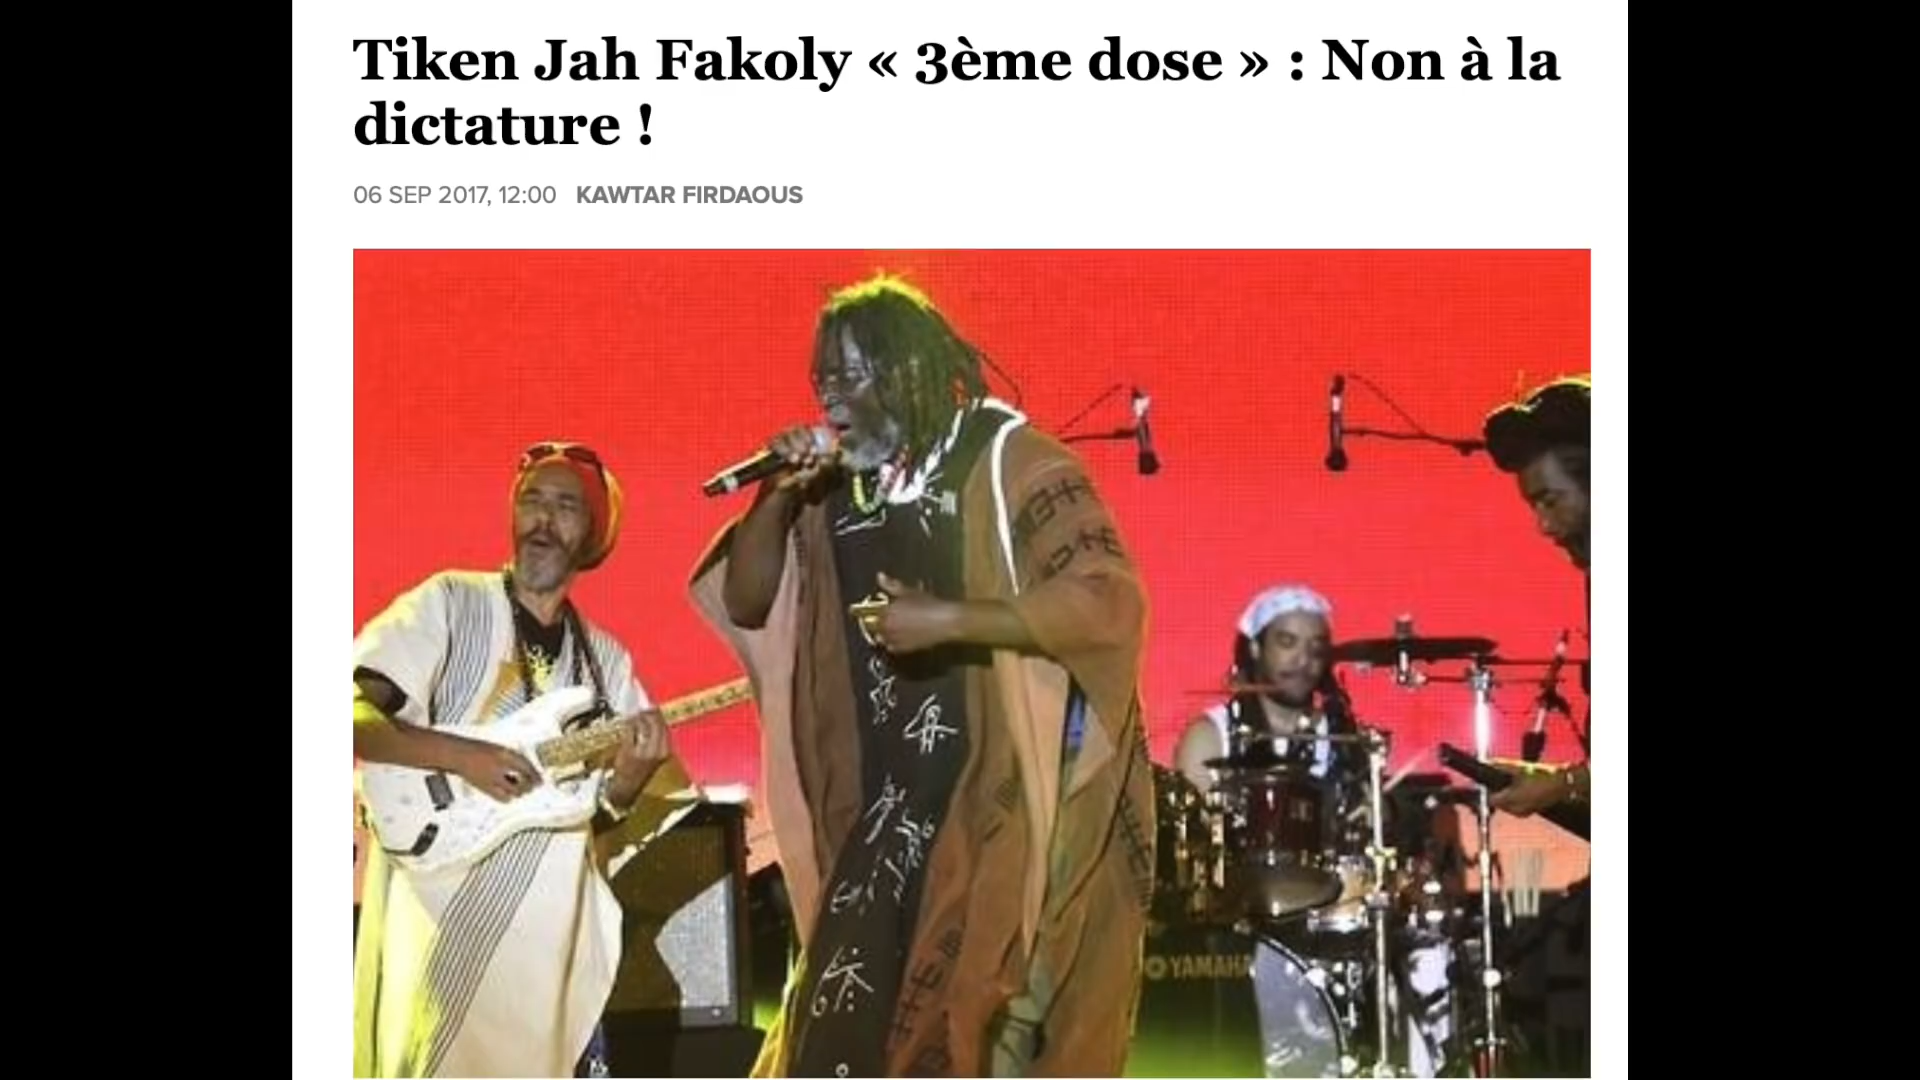 Tiken Jah Fakoly « 3ème dose » : Non à la
dictature !
06 SEP 2017, 12:00 KAWTAR FIRDAOUS
YAMAHA